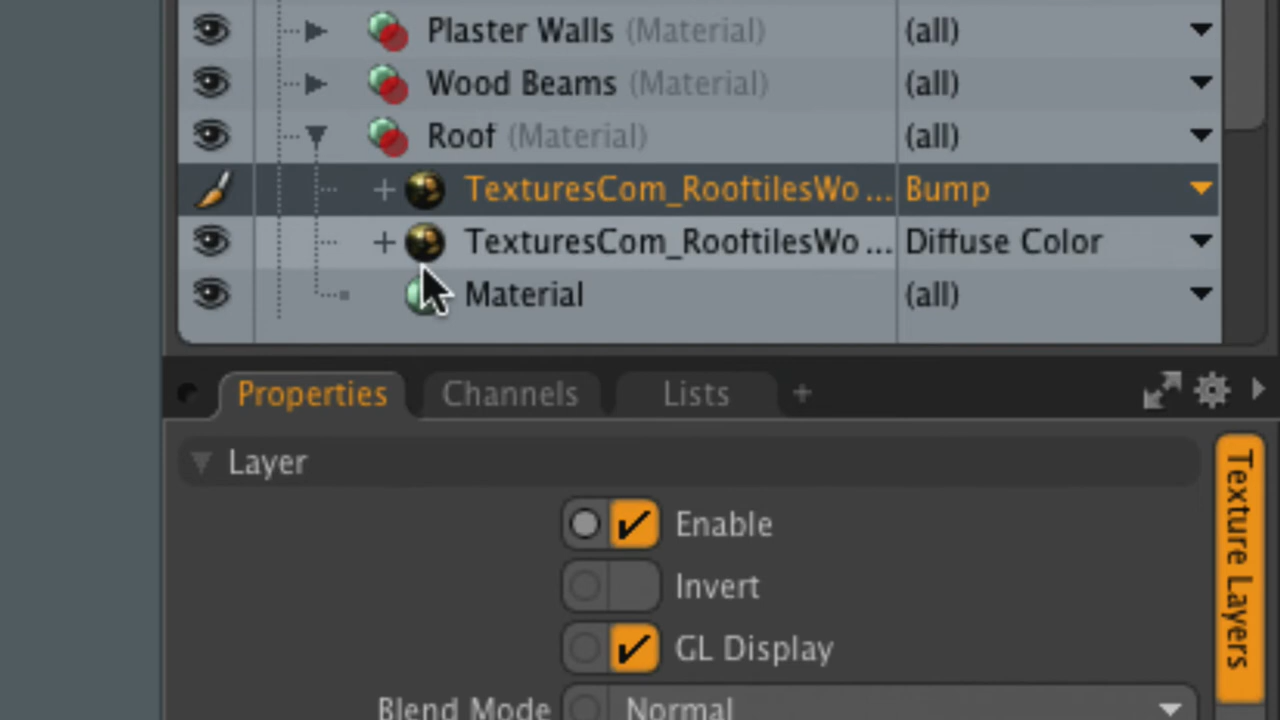 Plaster Walls (Material) (all)
Wood Beams (Material) (all)
Roof (Material) (all)
TexturesCom_RooftilesWo ... Bump
TexturesCom_RooftilesWo ... Diffuse Color
Material (all)
Properties Channels Lists +
Layer
Enable
Invert
GL Display
Blend Mode Normal
Texture Layers